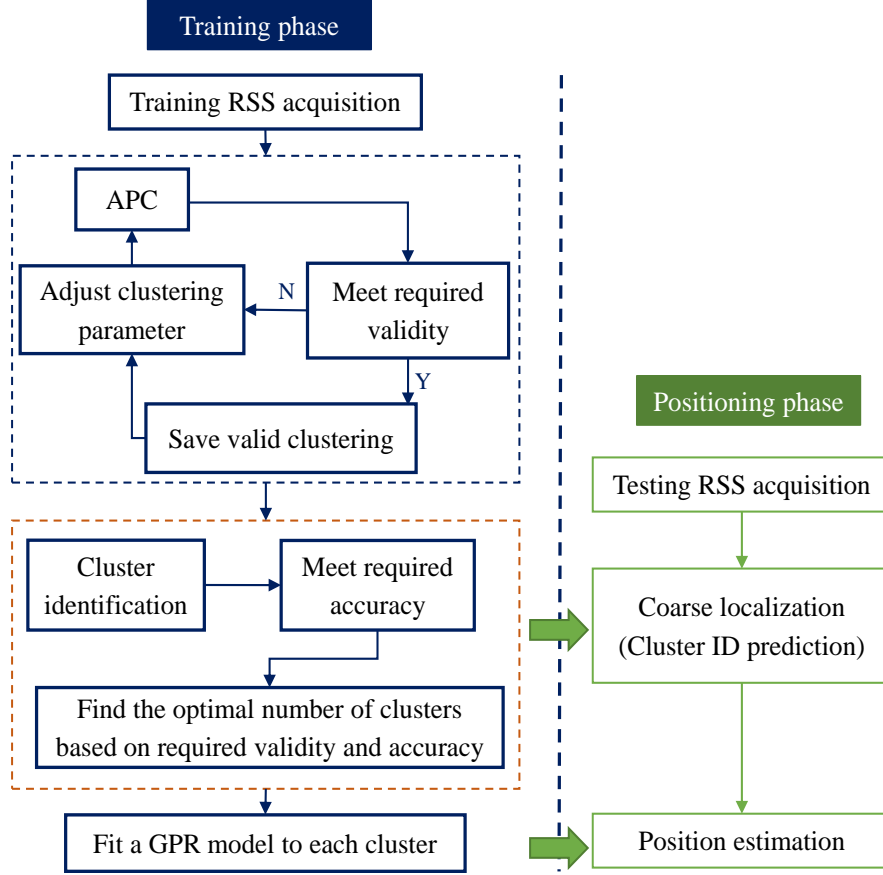 Training phase
Training RSS acquisition
APC
Adjust clustering
parameter
N
Meet required
validity
Y
Save valid clustering
Cluster
identification
Meet required
accuracy
Find the optimal number of clusters
based on required validity and accuracy
Fit a GPR model to each cluster
Positioning phase
Testing RSS acquisition
Coarse localization
(Cluster ID prediction)
Position estimation